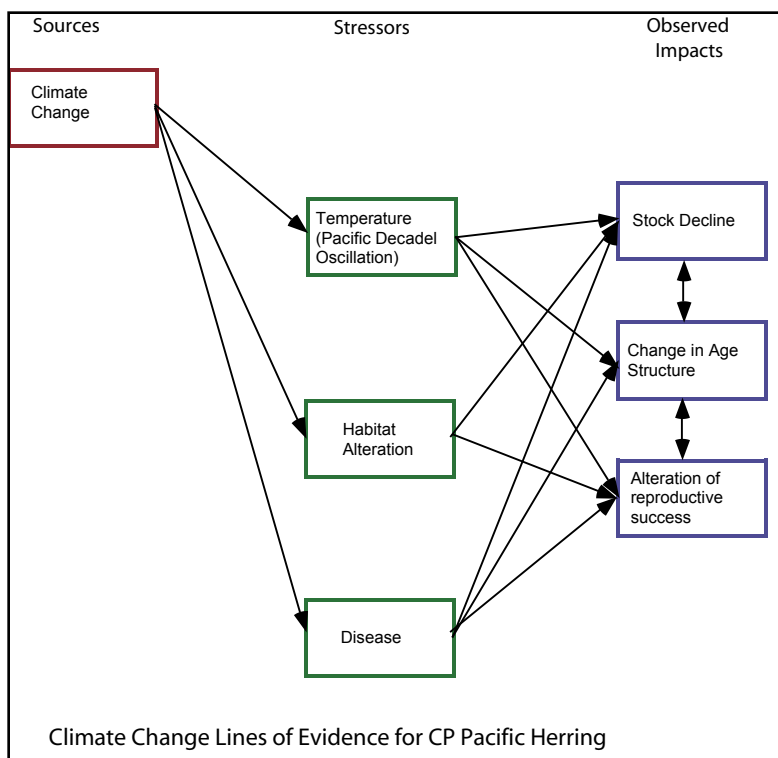 Sources
Stressors
Observed
Impacts
Climate
Change
Temperature
(Pacific Decadel
Oscillation)
Stock Decline
Change in Age
Structure
Habitat
Alteration
Alteration of
reproductive
success
Disease
Climate Change Lines of Evidence for CP Pacific Herring